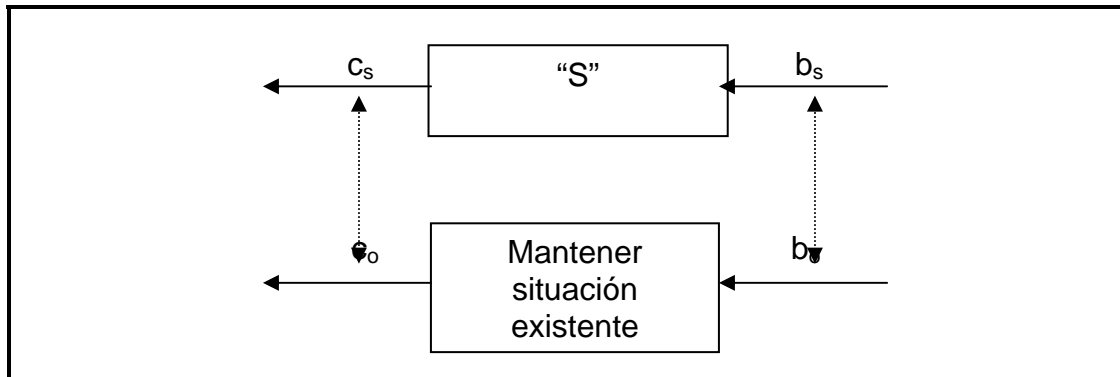 cs “S” bs
co Mantener bo
situación
existente